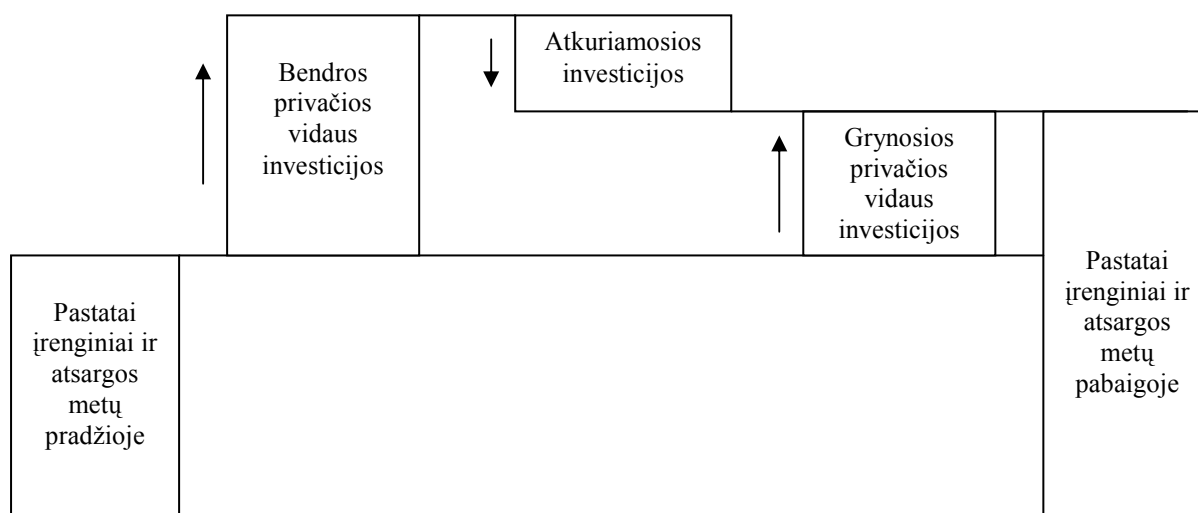 Bendros
privačios
vidaus
investicijos
Atkuriamosios
investicijos
Grynosios
privačios
vidaus
investicijos
Pastatai
įrenginiai ir
atsargos
metų
pradžioje
Pastatai
įrenginiai ir
atsargos
metų
pabaigoje